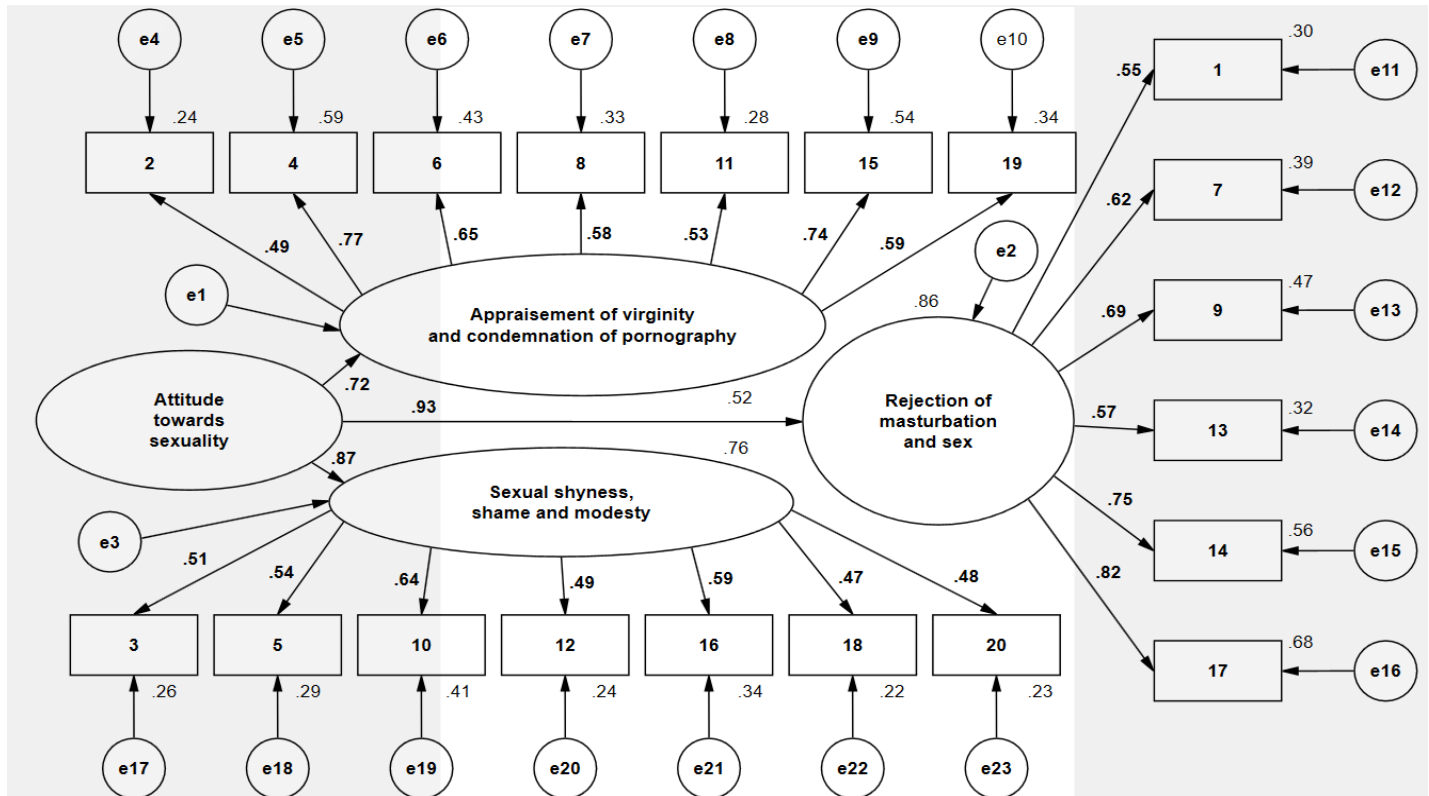 e4
e5
e6
e7
e8
e9
e10
.30
.55
1
e11
.24
.59
.43
.33
.28
.54
.34
2
4
6
8
11
15
19
.39
.62
7
e12
.49
.77
.65
.58
.53
.74
.59
e2
e1
.86
.47
.69
9
e13
Appraisement of virginity
and condemnation of pornography
.72
.93
.52
Attitude
towards
sexuality
Rejection of
masturbation
and sex
.57
.32
13
e14
.87
.76
Sexual shyness,
shame and modesty
e3
.75
.56
14
e15
.51
.54
.64
.49
.59
.47
.48
.82
3
5
10
12
16
18
20
.68
17
e16
.26
.29
.41
.24
.34
.22
.23
e17
e18
e19
e20
e21
e22
e23